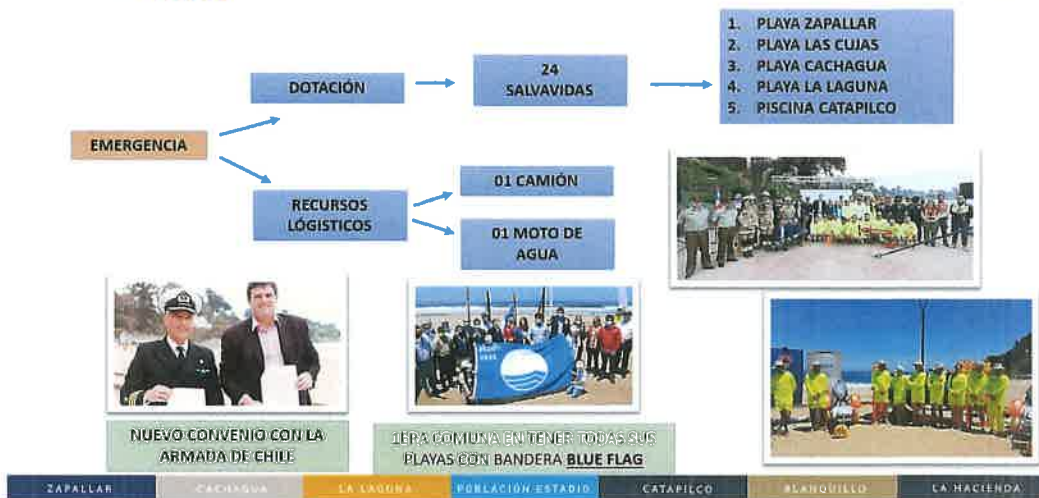 1. PLAYA ZAPALLAR
2. PLAYA LAS CUJAS
3. PLAYA CACHAGUA
4. PLAYA LA LAGUNA
5. PISCINA CATAPILCO
DOTACIÓN
24
SALVAVIDAS
EMERGENCIA
RECURSOS
LÓGISTICOS
01 CAMIÓN
01 MOTO DE
AGUA
NUEVO CONVENIO CON LA
ARMADA DE CHILE
1ERA COMUNA EN TENER TODAS SUS
PLAYAS CON BANDERA BLUE FLAG
ZAPALLAR
CACHAGUA
LA LAGUNA
POBLACIÓN ESTADIO
CATAPILCO
BLANQUILLO
LA HACIENDA